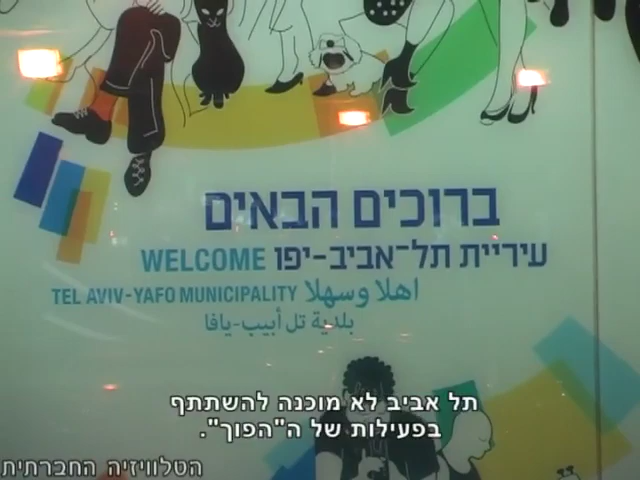 ברוכים הבאים
WELCOME עיריית תל־אביב-יפו
TEL AVIV-YAFO MUNICIPALITY اهلا وسهلا
بلدية تل أبيب-يافا
תל אביב לא מוכנה להשתתף
בפעילות של ה"הפוך".
הטלוויזיה החברתית